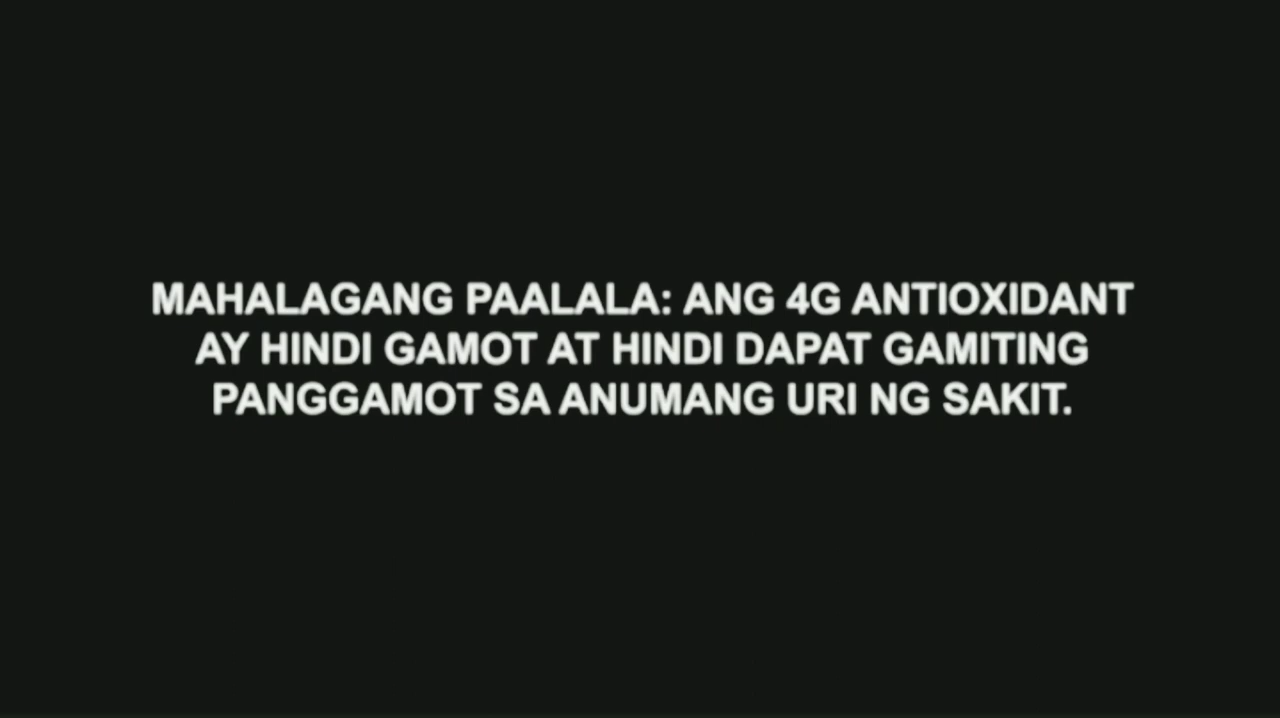 MAHALAGANG PAALALA: ANG 4G ANTIOXIDANT
AY HINDI GAMOT AT HINDI DAPAT GAMITING
PANGGAMOT SA ANUMANG URI NG SAKIT.